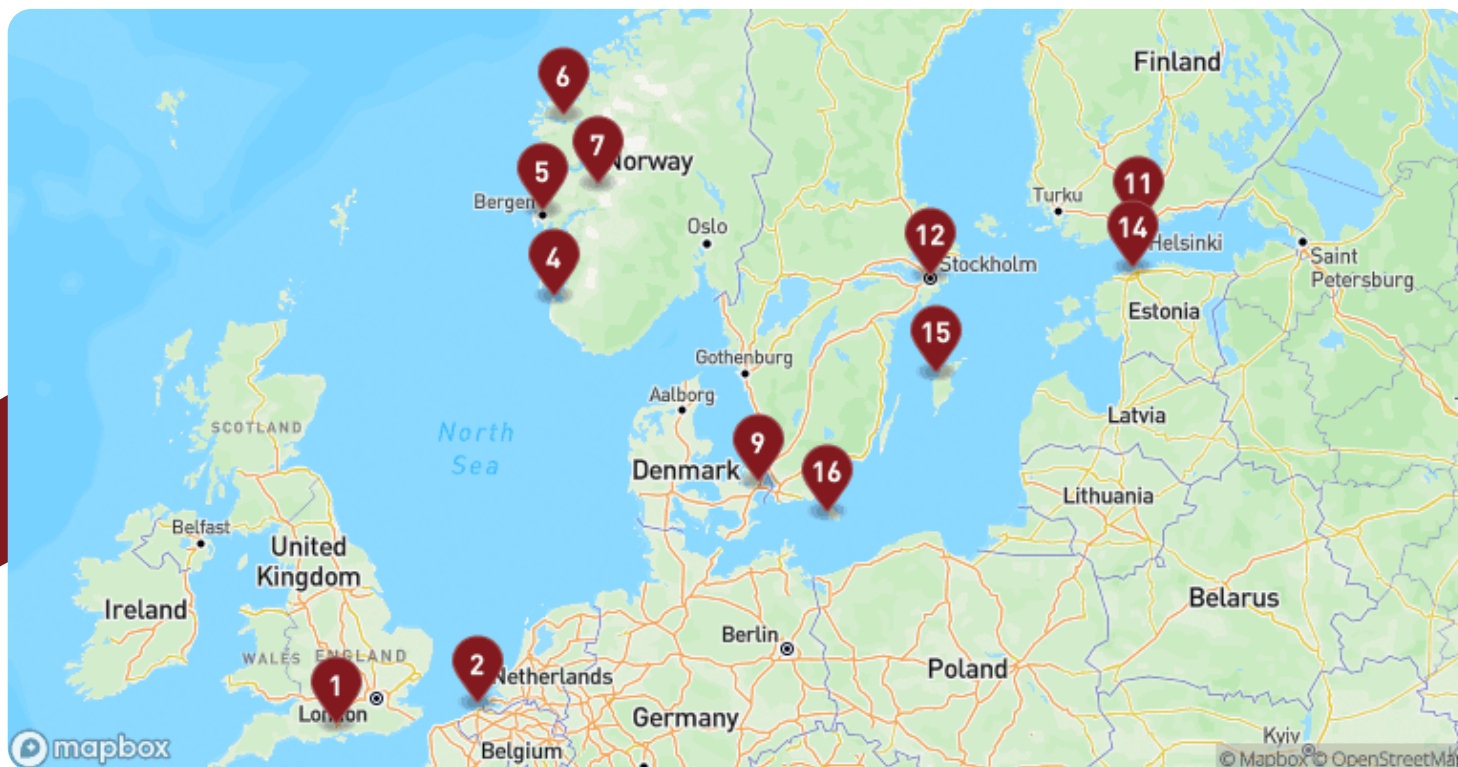 Finland
6
7
Norway
5
Bergen
11
Turku
14
Helsinki
Oslo
12
Stockholm
4
Saint
Petersburg
Estonia
15
Gothenburg
Aalborg
Latvia
SCOTLAND
North
Sea
9
Denmark
16
Lithuania
Belfast
United
Kingdom
Belarus
Ireland
Berlin
WALES
ENGLAND
2
Netherlands
Poland
1
London
Germany
Kyiv
Belgium
mapbox
© Mapbox © OpenStreetMa